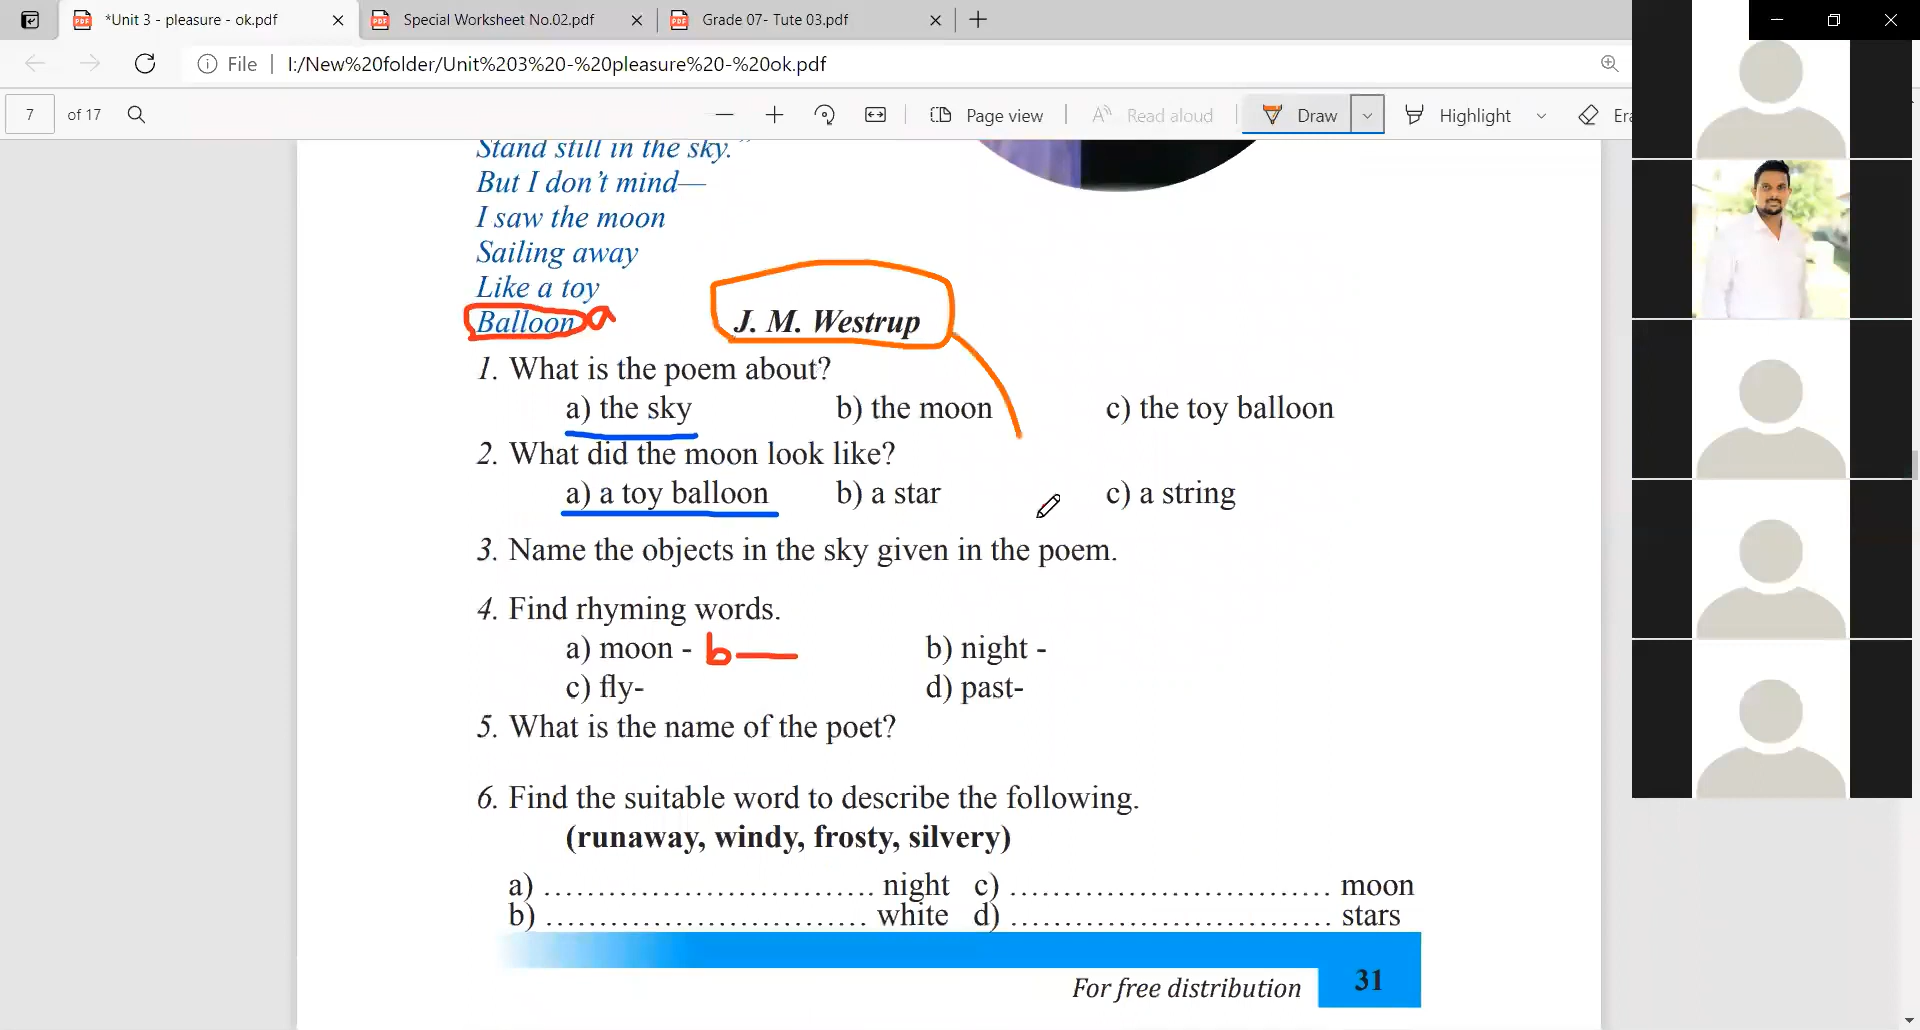 *Unit 3 - pleasure - ok.pdf
Special Worksheet No.02.pdf
Grade 07- Tute 03.pdf
File
I:/New%20folder/Unit%203%20-%20pleasure%20-%20ok.pdf
7 of 17
Page view
Read aloud
Draw
Highlight
Stand still in the sky.”
But I don’t mind—
I saw the moon
Sailing away
Like a toy
Balloon a
J. M. Westrup
1. What is the poem about?
a) the sky b) the moon c) the toy balloon
2. What did the moon look like?
a) a toy balloon b) a star c) a string
3. Name the objects in the sky given in the poem.
4. Find rhyming words.
a) moon - b b) night -
c) fly- d) past-
5. What is the name of the poet?
6. Find the suitable word to describe the following.
(runaway, windy, frosty, silvery)
a) ................................ night c) ................................ moon
b) ................................ white d) ................................ stars
For free distribution
31